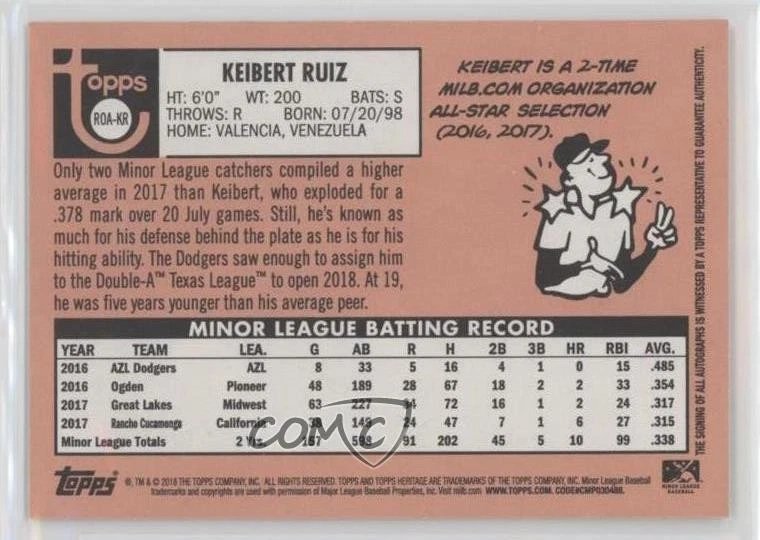 topps
ROA-KR
KEIBERT RUIZ
HT: 6'0" WT: 200 BATS: S
THROWS: R BORN: 07/20/98
HOME: VALENCIA, VENEZUELA
KEIBERT IS A 2-TIME
MILB.COM ORGANIZATION
ALL-STAR SELECTION
(2016, 2017).
Only two Minor League catchers compiled a higher
average in 2017 than Keibert, who exploded for a
.378 mark over 20 July games. Still, he's known as
much for his defense behind the plate as he is for his
hitting ability. The Dodgers saw enough to assign him
to the Double-A™ Texas League™ to open 2018. At 19,
he was five years younger than his average peer.
MINOR LEAGUE BATTING RECORD
YEAR TEAM LEA. G AB R H 2B 3B HR RBI AVG.
2016 AZL Dodgers AZL 8 33 5 16 4 1 0 15 .485
2016 Ogden Pioneer 48 189 28 67 18 2 2 33 .354
2017 Great Lakes Midwest 63 227 72 16 1 2 24 .317
2017 Rancho Cucamonga California 38 149 24 47 7 1 6 27 .315
Minor League Totals 2 Yrs. 157 598 91 202 45 5 10 99 .338
COMC
THE SIGNING OF ALL AUTOGRAPHS IS WITNESSED BY A TOPPS REPRESENTATIVE TO GUARANTEE AUTHENTICITY.
Topps
®, TM & © 2018 THE TOPPS COMPANY, INC. ALL RIGHTS RESERVED. TOPPS AND TOPPS HERITAGE ARE TRADEMARKS OF THE TOPPS COMPANY, INC. Minor League Baseball
trademarks and copyrights are used with permission of Major League Baseball Properties, Inc. Visit milb.com WWW.TOPPS.COM. CODE#CMP030488.
MINOR LEAGUE
BASEBALL